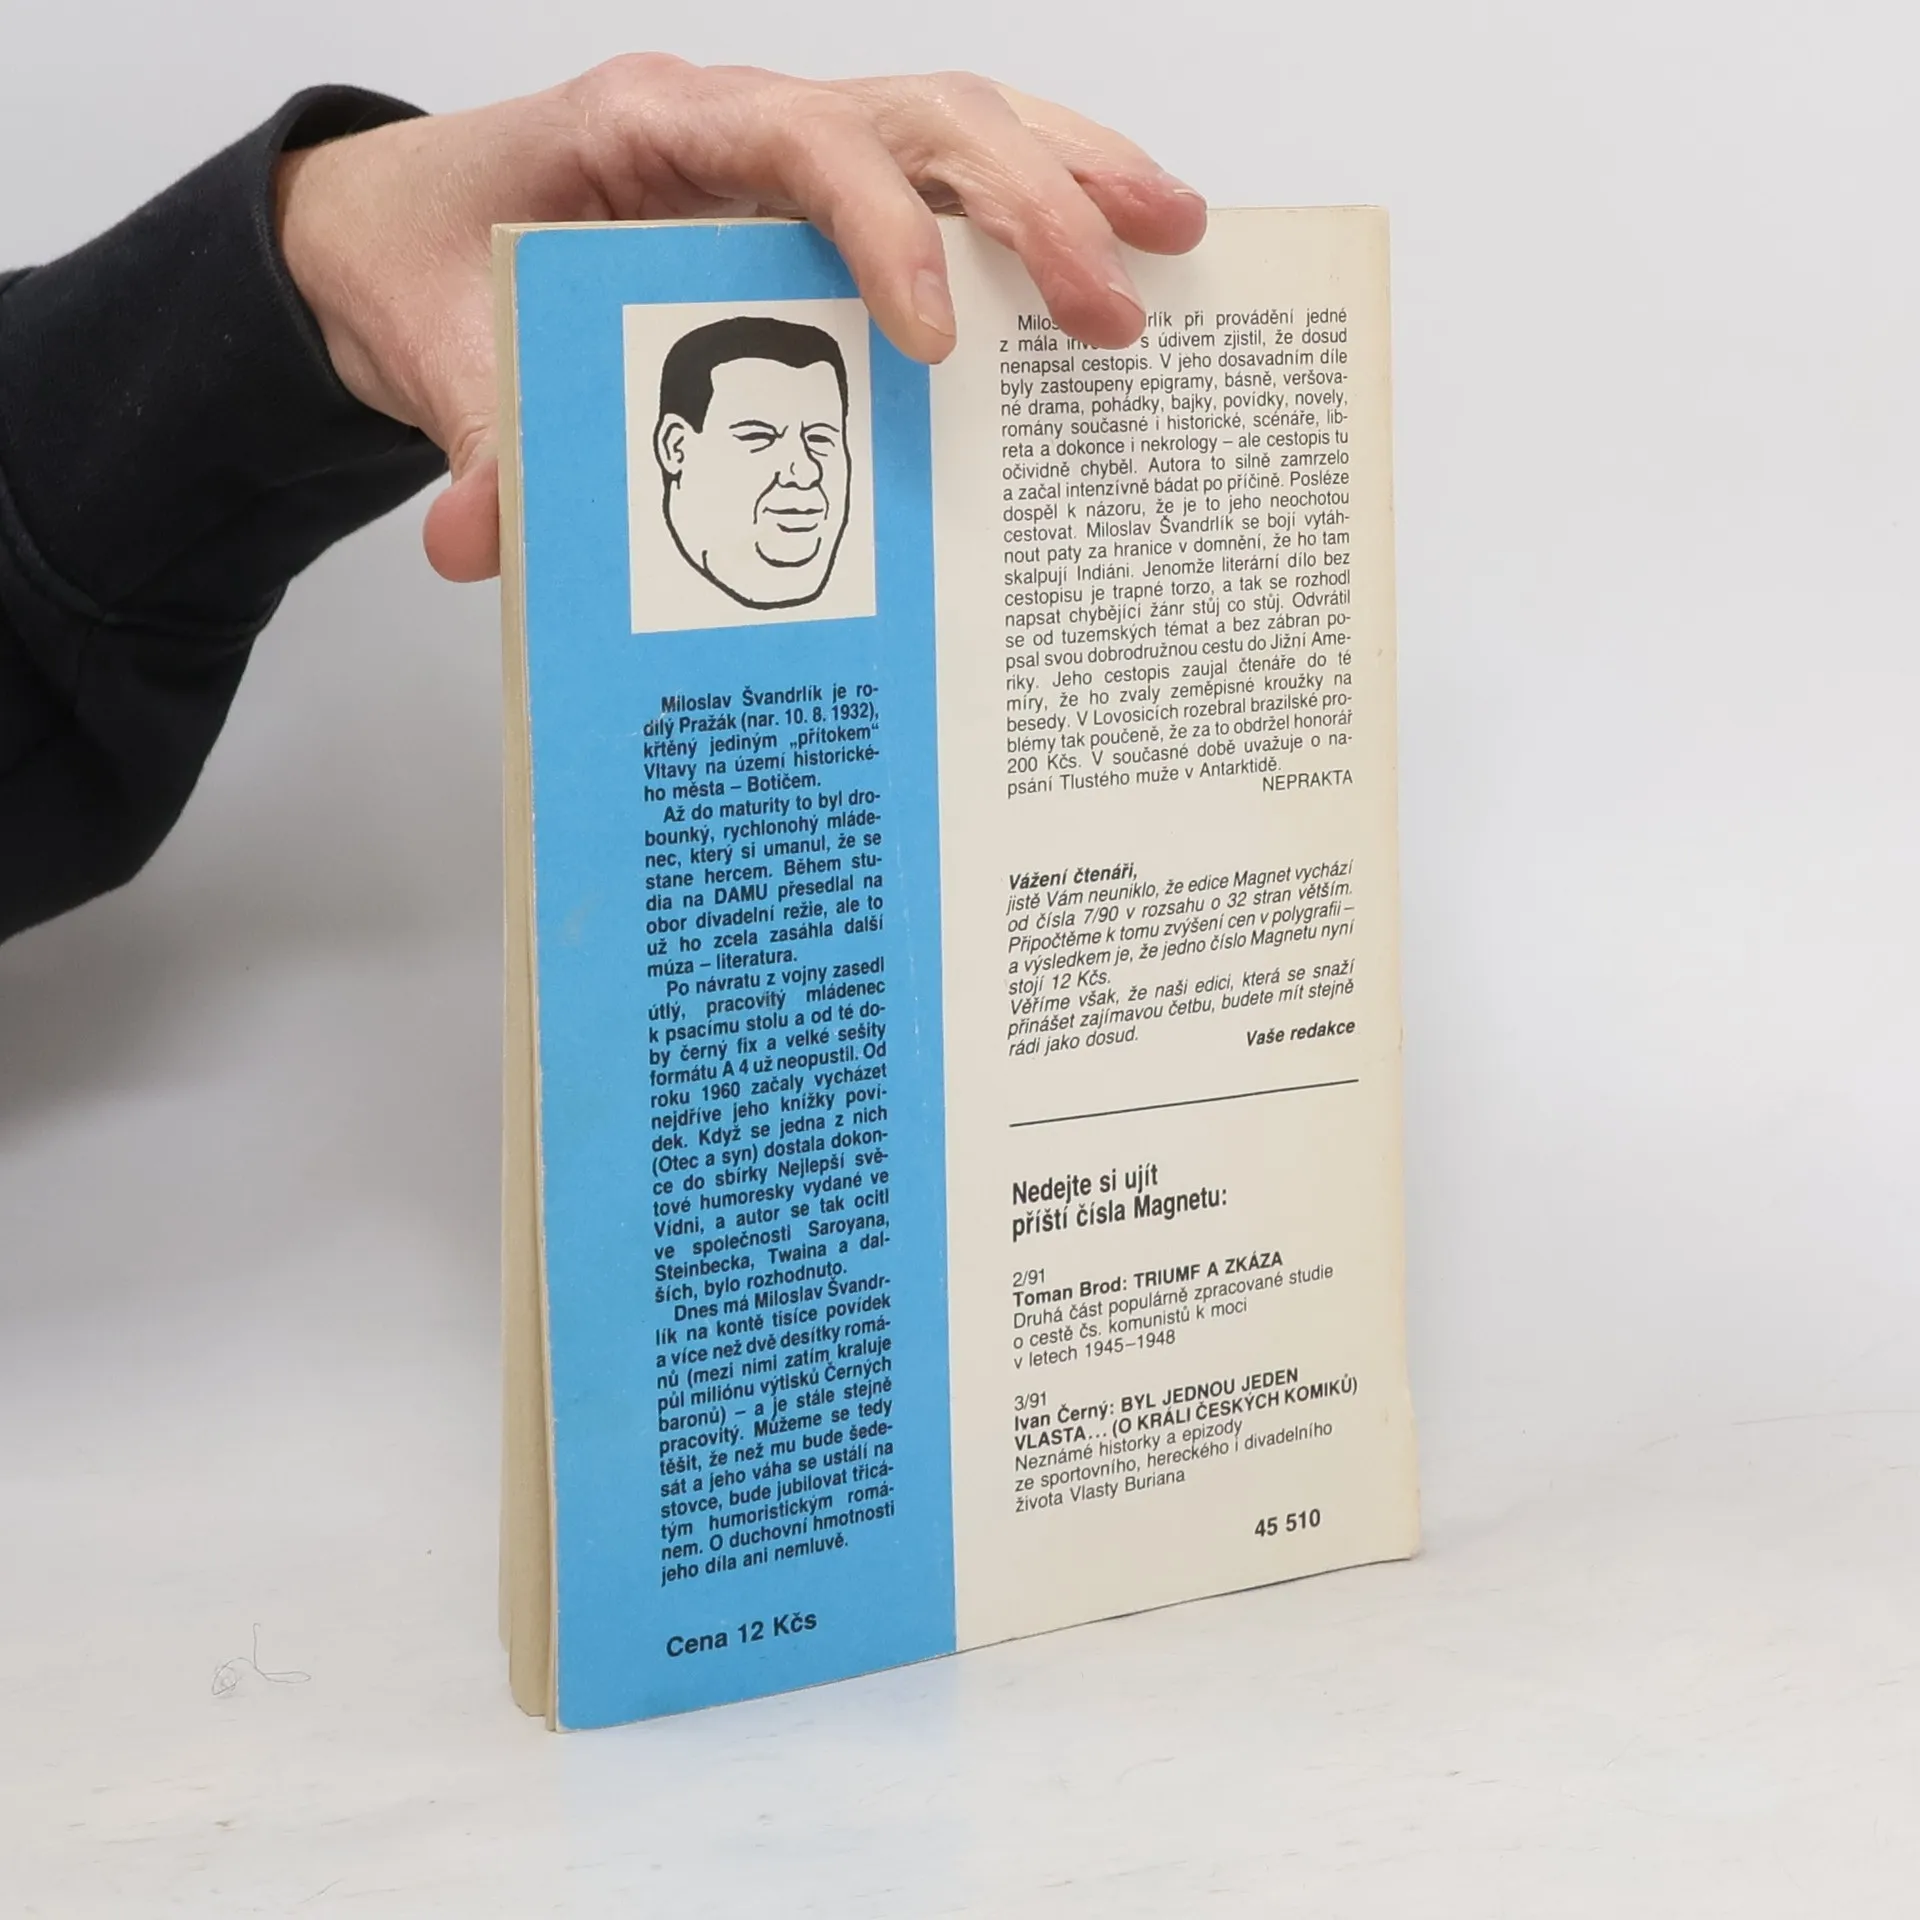 Miloslav Švandrlík je ro-
dilý Pražák (nar. 10. 8. 1932),
křtěný jediným „přítokem“
Vltavy na území historické-
ho města – Botičem.
Až do maturity to byl dro-
bounký, rychlonohý mláde-
nec, který si umanul, že se
stane hercem. Během stu-
dia na DAMU přesedlal na
obor divadelní režie, ale to
už ho zcela zasáhla další
múza – literatura.
Po návratu z vojny zasedl
útlý, pracovitý mládenec
k psacímu stolu a od té do-
by černý fix a velké sešity
formátu A 4 už neopustil. Od
roku 1960 začaly vycházet
nejdříve jeho knížky poví-
dek. Když se jedna z nich
(Otec a syn) dostala dokon-
ce do sbírky Nejlepší svě-
tové humoresky vydané ve
Vídni, a autor se tak ocitl
ve společnosti Saroyana,
Steinbecka, Twaina a dal-
ších, bylo rozhodnuto.
Dnes má Miloslav Švandr-
lík na kontě tisíce povídek
a více než dvě desítky romá-
nů (mezi nimi zatím kraluje
půl miliónu výtisků Černých
baronů) – a je stále stejně
pracovitý. Můžeme se tedy
těšit, že než mu bude šede-
sát a jeho váha se ustálí na
stovce, bude jubilovat třicá-
tým humoristickým romá-
nem. O duchovní hmotnosti
jeho díla ani nemluvě.
Cena 12 Kčs
při provádění jedné
z mála s údivem zjistil, že dosud
nenapsal cestopis. V jeho dosavadním díle
byly zastoupeny epigramy, básně, veršova-
né drama, pohádky, bajky, povídky, novely,
romány současné i historické, scénáře, lib-
reta a dokonce i nekrology – ale cestopis tu
očividně chyběl. Autora to silně zamrzelo
a začal intenzívně bádat po příčině. Posléze
dospěl k názoru, že je to jeho neochotou
cestovat. Miloslav Švandrlík se bojí vytáh-
nout paty za hranice v domnění, že ho tam
skalpují Indiáni. Jenomže literární dílo bez
cestopisu je trapné torzo, a tak se rozhodl
napsat chybějící žánr stůj co stůj. Odvrátil
se od tuzemských témat a bez zábran po-
psal svou dobrodružnou cestu do Jižní Ame-
riky. Jeho cestopis zaujal čtenáře do té
míry, že ho zvaly zeměpisné kroužky na
besedy. V Lovosicích rozebral brazilské pro-
blémy tak poučeně, že za to obdržel honorář
200 Kčs. V současné době uvažuje o na-
psání Tlustého muže v Antarktidě.
NEPRAKTA
Vážení čtenáři,
jistě Vám neuniklo, že edice Magnet vychází
od čísla 7/90 v rozsahu o 32 stran větším.
Připočtěme k tomu zvýšení cen v polygrafii –
a výsledkem je, že jedno číslo Magnetu nyní
stojí 12 Kčs.
Věříme však, že naši edici, která se snaží
přinášet zajímavou četbu, budete mít stejně
rádi jako dosud.
Vaše redakce
Nedejte si ujít
příští čísla Magnetu:
2/91
Toman Brod: TRIUMF A ZKÁZA
Druhá část populárně zpracované studie
o cestě čs. komunistů k moci
v letech 1945–1948
3/91
Ivan Černý: BYL JEDNOU JEDEN
VLASTA... (O KRÁLI ČESKÝCH KOMIKŮ)
Neznámé historky a epizody
ze sportovního, hereckého i divadelního
života Vlasty Buriana
45 510